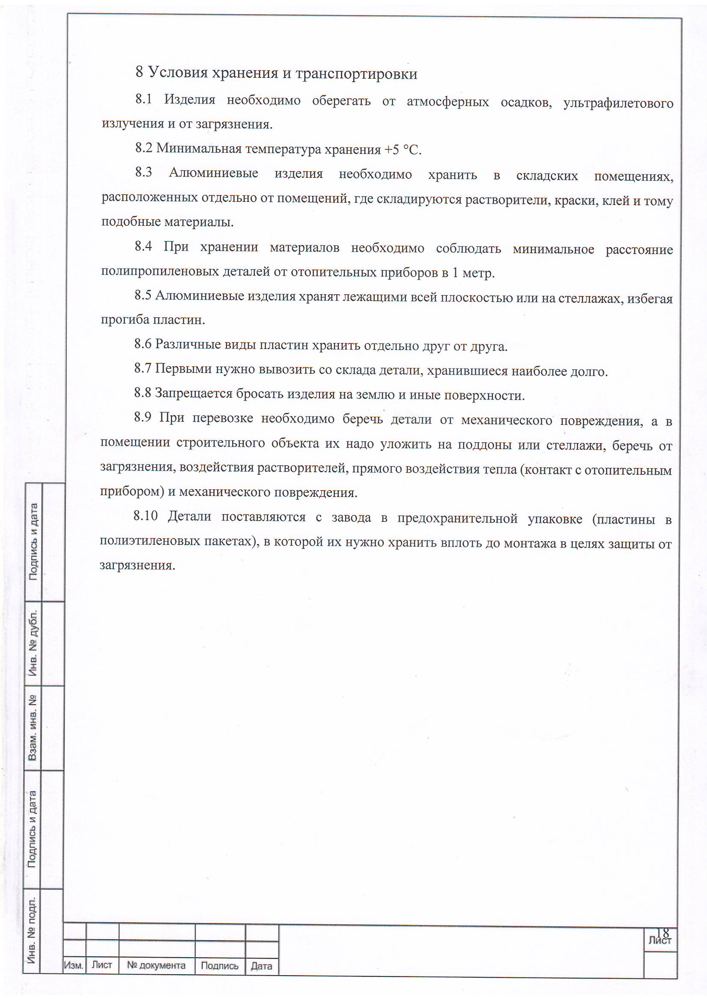 8 Условия хранения и транспортировки
8.1 Изделия необходимо оберегать от атмосферных осадков, ультрафилетового
излучения и от загрязнения.
8.2 Минимальная температура хранения +5 °С.
8.3 Алюминиевые изделия необходимо хранить в складских помещениях,
расположенных отдельно от помещений, где складируются растворители, краски, клей и тому
подобные материалы.
8.4 При хранении материалов необходимо соблюдать минимальное расстояние
полипропиленовых деталей от отопительных приборов в 1 метр.
8.5 Алюминиевые изделия хранят лежащими всей плоскостью или на стеллажах, избегая
прогиба пластин.
8.6 Различные виды пластин хранить отдельно друг от друга.
8.7 Первыми нужно вывозить со склада детали, хранившиеся наиболее долго.
8.8 Запрещается бросать изделия на землю и иные поверхности.
8.9 При перевозке необходимо беречь детали от механического повреждения, а в
помещении строительного объекта их надо уложить на поддоны или стеллажи, беречь от
загрязнения, воздействия растворителей, прямого воздействия тепла (контакт с отопительным
прибором) и механического повреждения.
8.10 Детали поставляются с завода в предохранительной упаковке (пластины в
полиэтиленовых пакетах), в которой их нужно хранить вплоть до монтажа в целях защиты от
загрязнения.
Подпись и дата
Инв. № дубл.
Взам. инв. №
Подпись и дата
Инв. № подл.
18
Лист
Изм. Лист № документа Подпись Дата